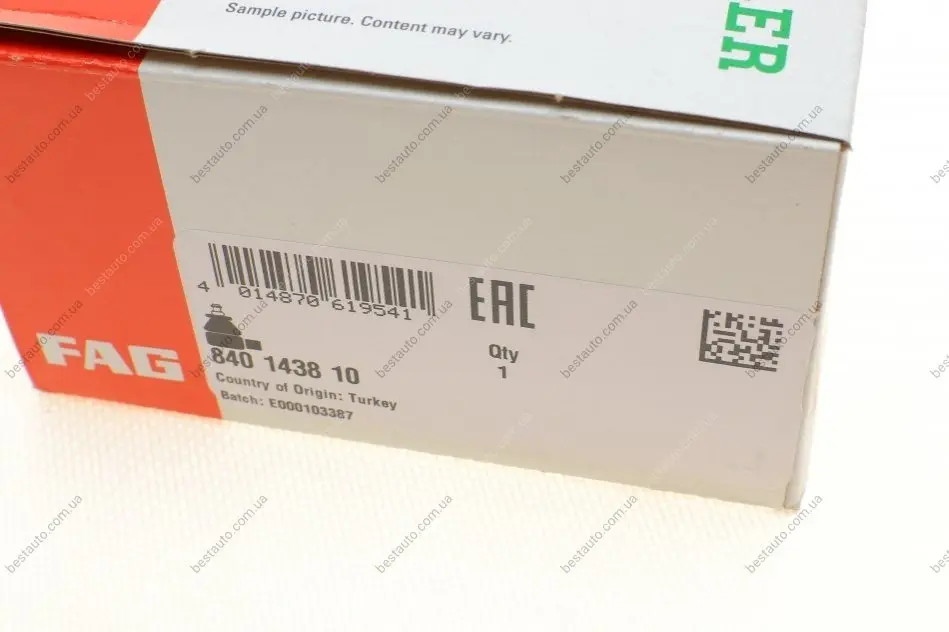 Sample picture. Content may vary.
ER
4 014870 619541
EAC
840 1438 10
Qty
1
Country of Origin: Turkey
Batch: E000103387
FAG
bestauto.com.ua